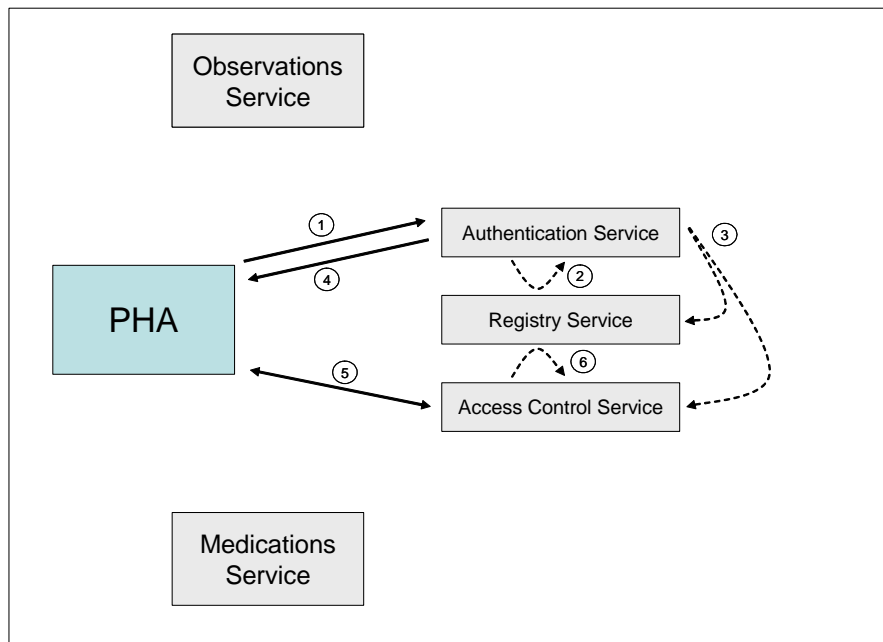 Observations
Service
1
Authentication Service
3
4
2
PHA
Registry Service
5
6
Access Control Service
Medications
Service